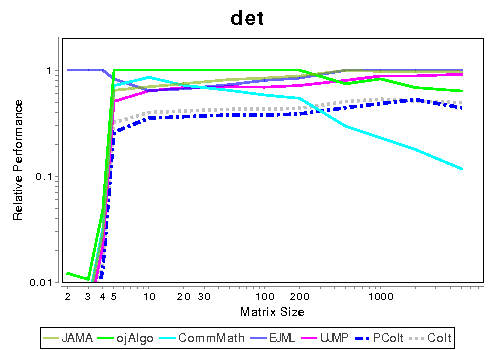 det
Relative Performance
1
0.1
0.01
2 3 4 5 10 20 30 100 200 1000
Matrix Size
JAMA ojAlgo CommMath EJML UJMP PColt Colt